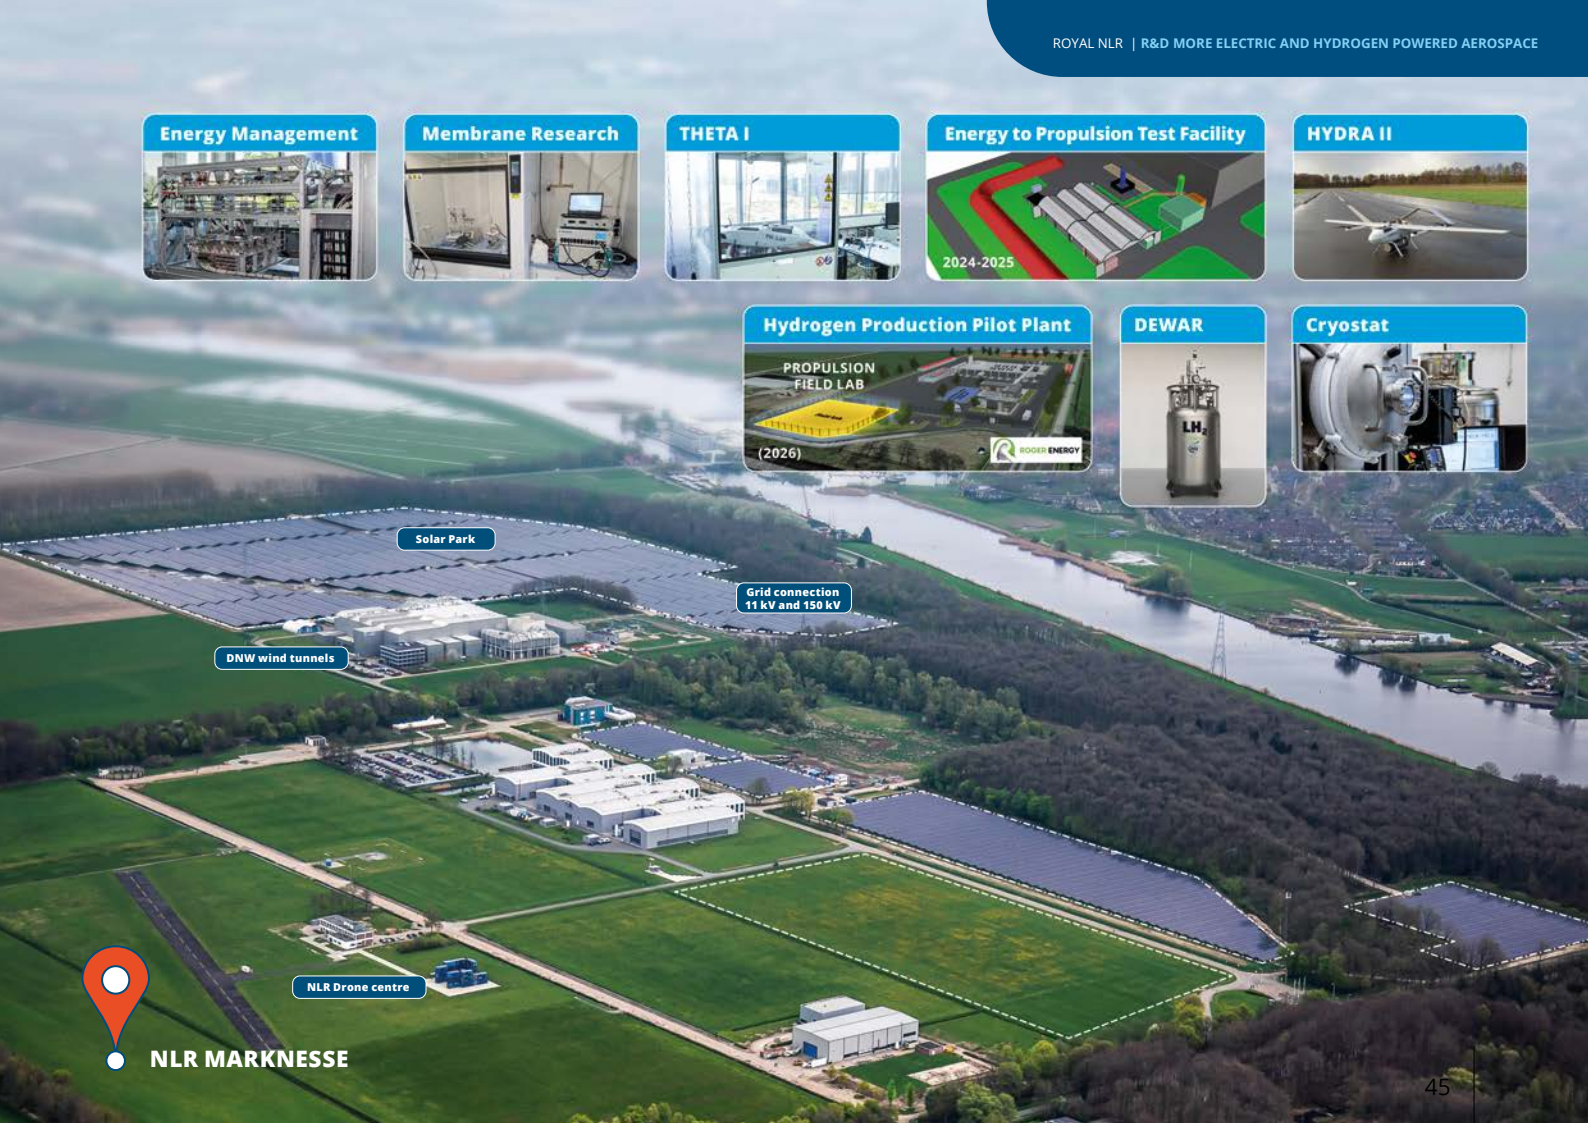 ROYAL NLR | R&D MORE ELECTRIC AND HYDROGEN POWERED AEROSPACE
Energy Management
Membrane Research
THETA I
Energy to Propulsion Test Facility
2024-2025
HYDRA II
Hydrogen Production Pilot Plant
PROPULSION
FIELD LAB
(2026)
ROGER ENERGY
DEWAR
LH2
Cryostat
Solar Park
Grid connection
11 kV and 150 kV
DNW wind tunnels
NLR Drone centre
NLR MARKNESSE
45